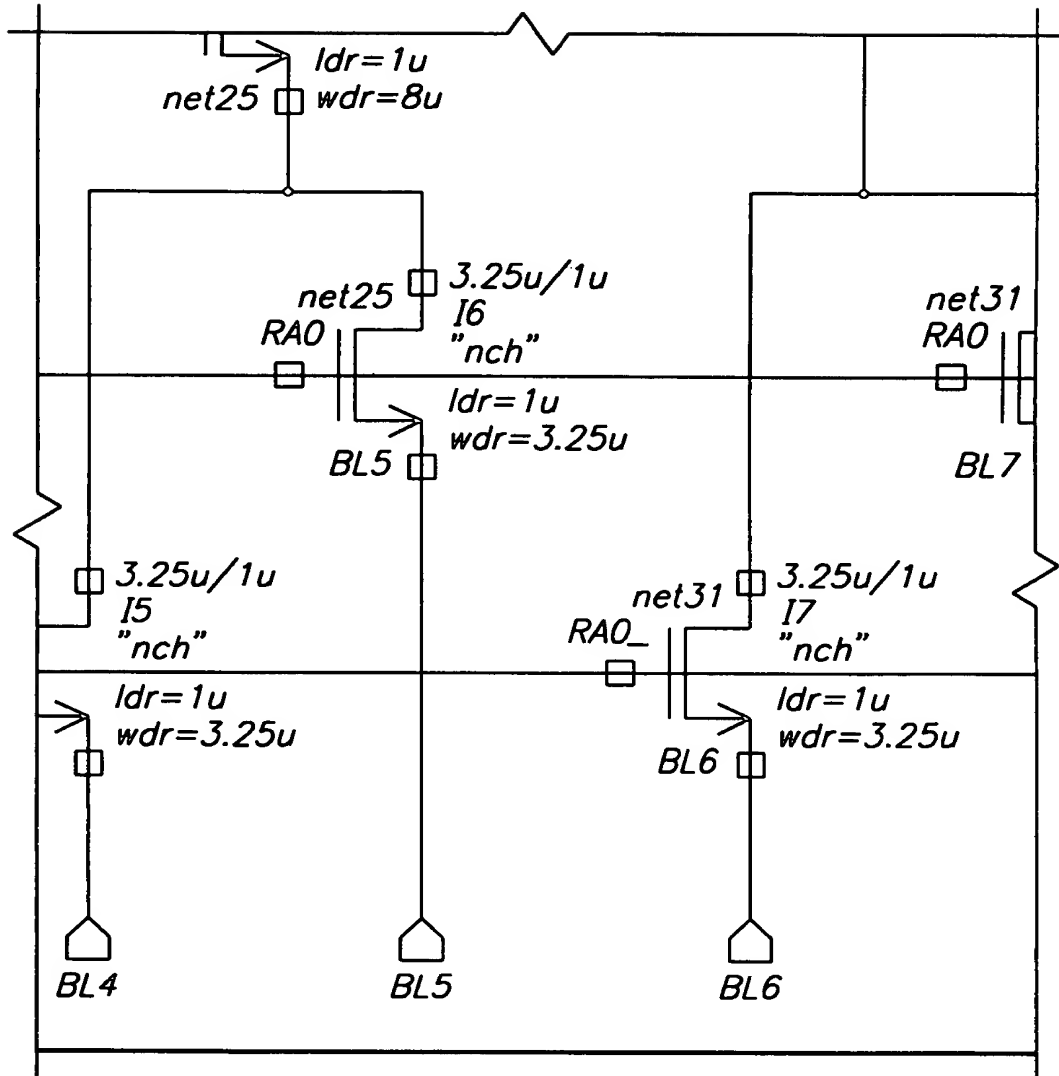 ldr=1u
net25 wdr=8u
3.25u/1u
net25
I6
RA0
"nch"
ldr=1u
wdr=3.25u
BL5
net31
RA0
BL7
3.25u/1u
I5
"nch"
ldr=1u
wdr=3.25u
3.25u/1u
net31
I7
RA0_
"nch"
ldr=1u
wdr=3.25u
BL6
BL4
BL5
BL6